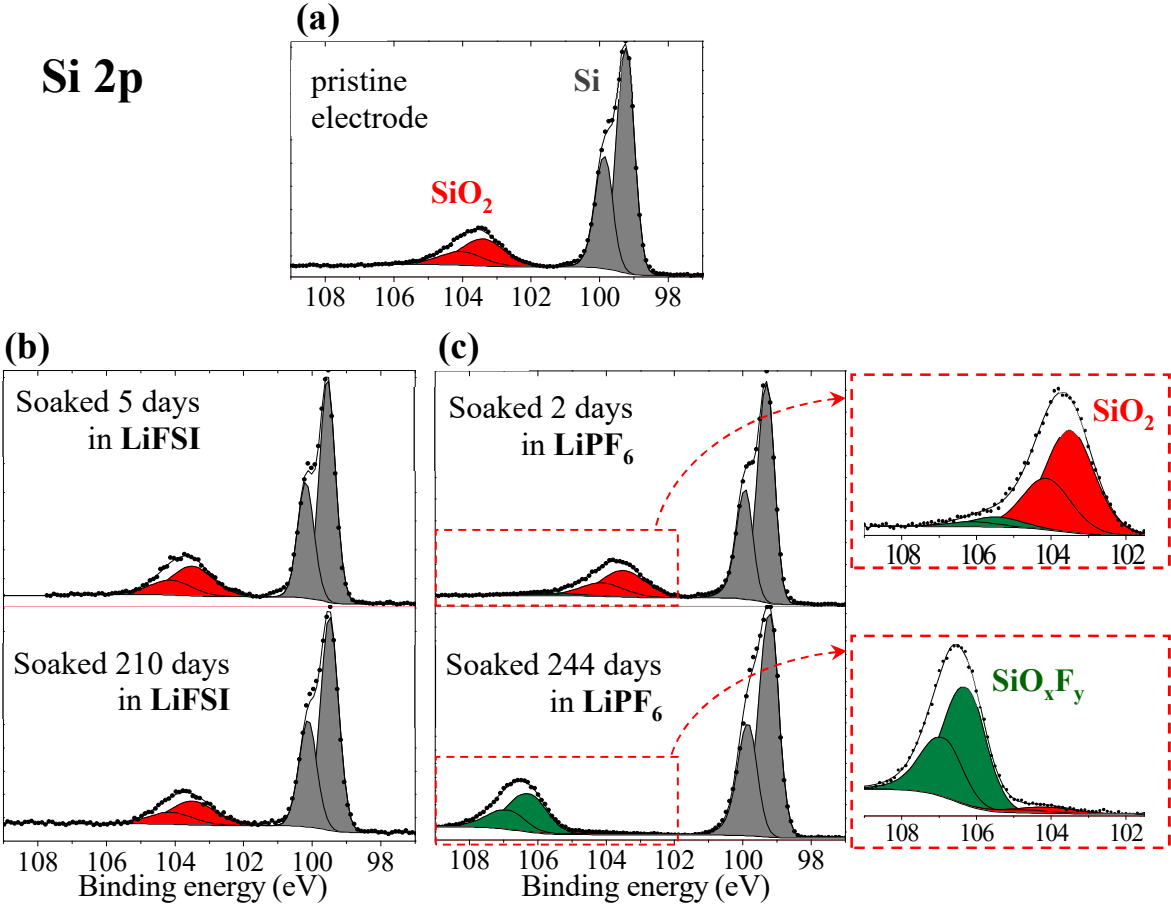 (a)
Si 2p
pristine
electrode
Si
SiO₂
108 106 104 102 100 98
(b)
Soaked 5 days
in LiFSI
Soaked 210 days
in LiFSI
108 106 104 102 100 98
Binding energy (eV)
(c)
Soaked 2 days
in LiPF₆
Soaked 244 days
in LiPF₆
108 106 104 102 100 98
Binding energy (eV)
SiO₂
108 106 104 102
SiOₓFᵧ
108 106 104 102